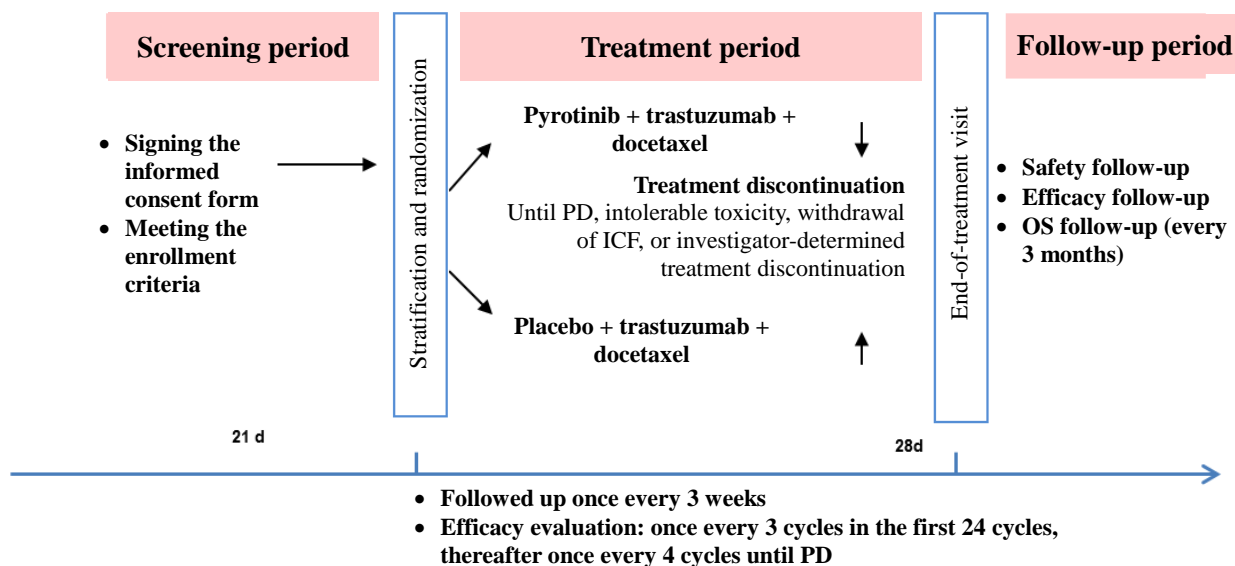 Screening period
Treatment period
Follow-up period
• Signing the
informed
consent form
• Meeting the
enrollment
criteria
Stratification and randomization
Pyrotinib + trastuzumab +
docetaxel
Treatment discontinuation
Until PD, intolerable toxicity, withdrawal
of ICF, or investigator-determined
treatment discontinuation
Placebo + trastuzumab +
docetaxel
End-of-treatment visit
• Safety follow-up
• Efficacy follow-up
• OS follow-up (every
3 months)
21 d
28d
• Followed up once every 3 weeks
• Efficacy evaluation: once every 3 cycles in the first 24 cycles,
thereafter once every 4 cycles until PD